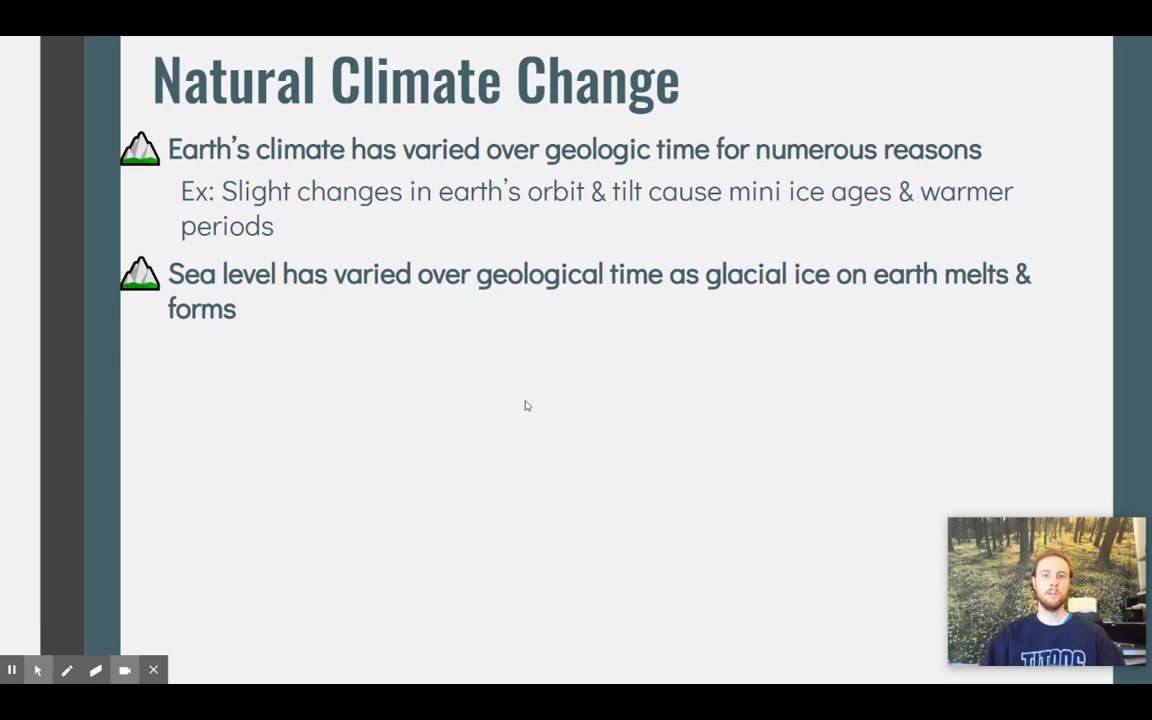 Natural Climate Change
Earth's climate has varied over geologic time for numerous reasons
Ex: Slight changes in earth's orbit & tilt cause mini ice ages & warmer
periods
Sea level has varied over geological time as glacial ice on earth melts &
forms
TITANS